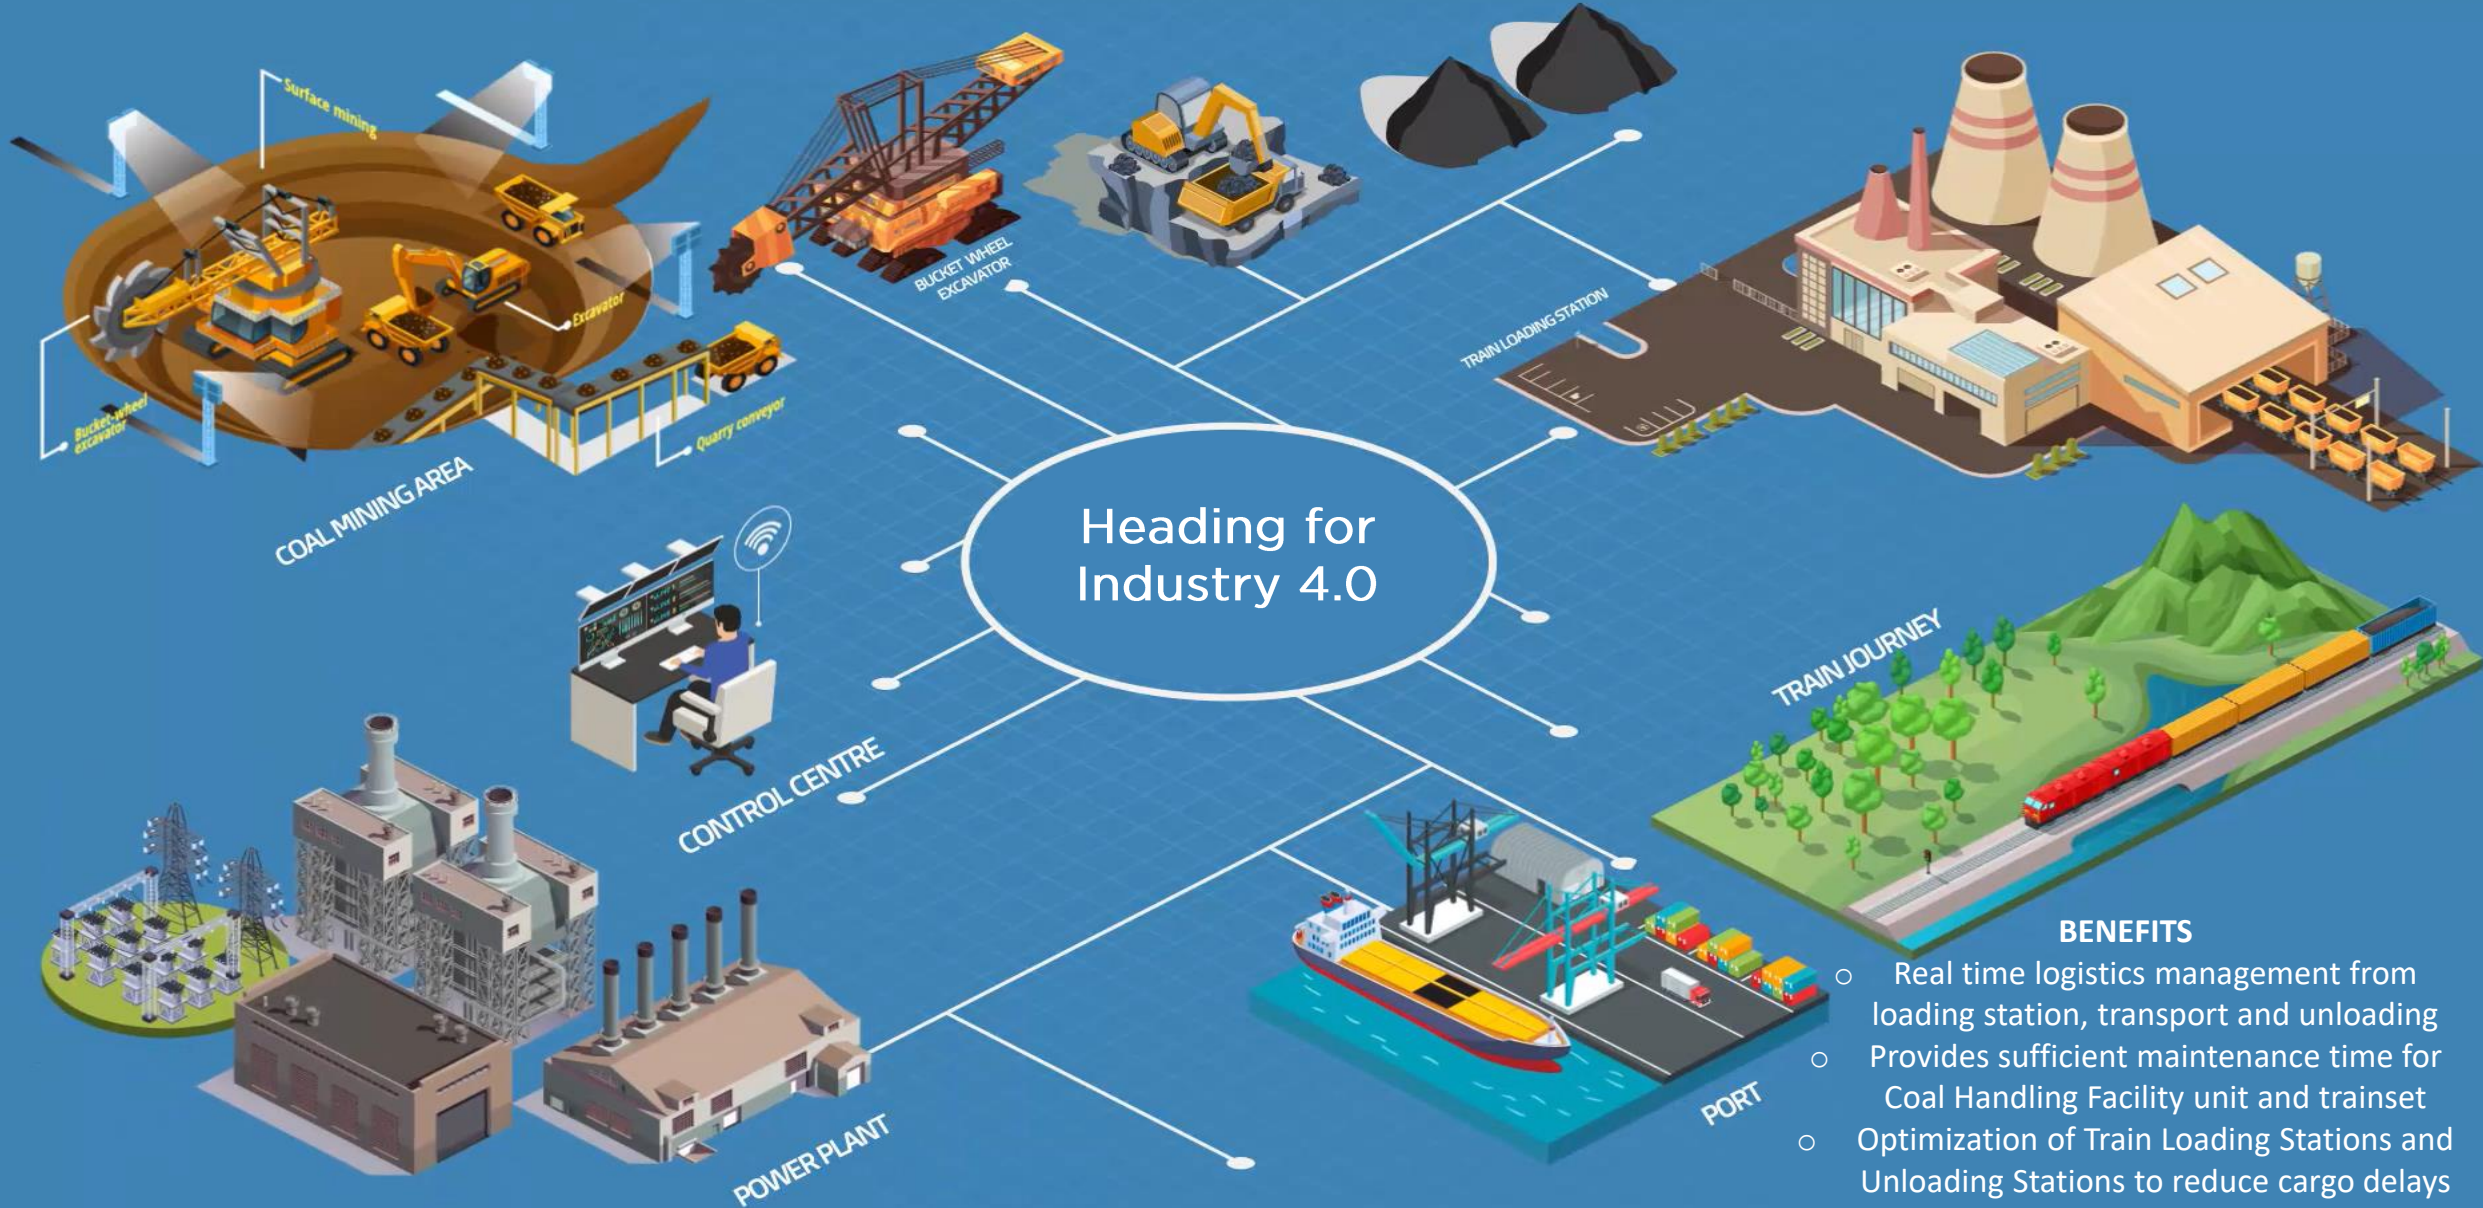 Surface mining
Excavator
Bucket-wheel
excavator
Quarry conveyor
COAL MINING AREA
BUCKET WHEEL
EXCAVATOR
TRAIN LOADING STATION
Heading for
Industry 4.0
CONTROL CENTRE
TRAIN JOURNEY
POWER PLANT
PORT
BENEFITS
o Real time logistics management from
loading station, transport and unloading
o Provides sufficient maintenance time for
Coal Handling Facility unit and trainset
o Optimization of Train Loading Stations and
Unloading Stations to reduce cargo delays